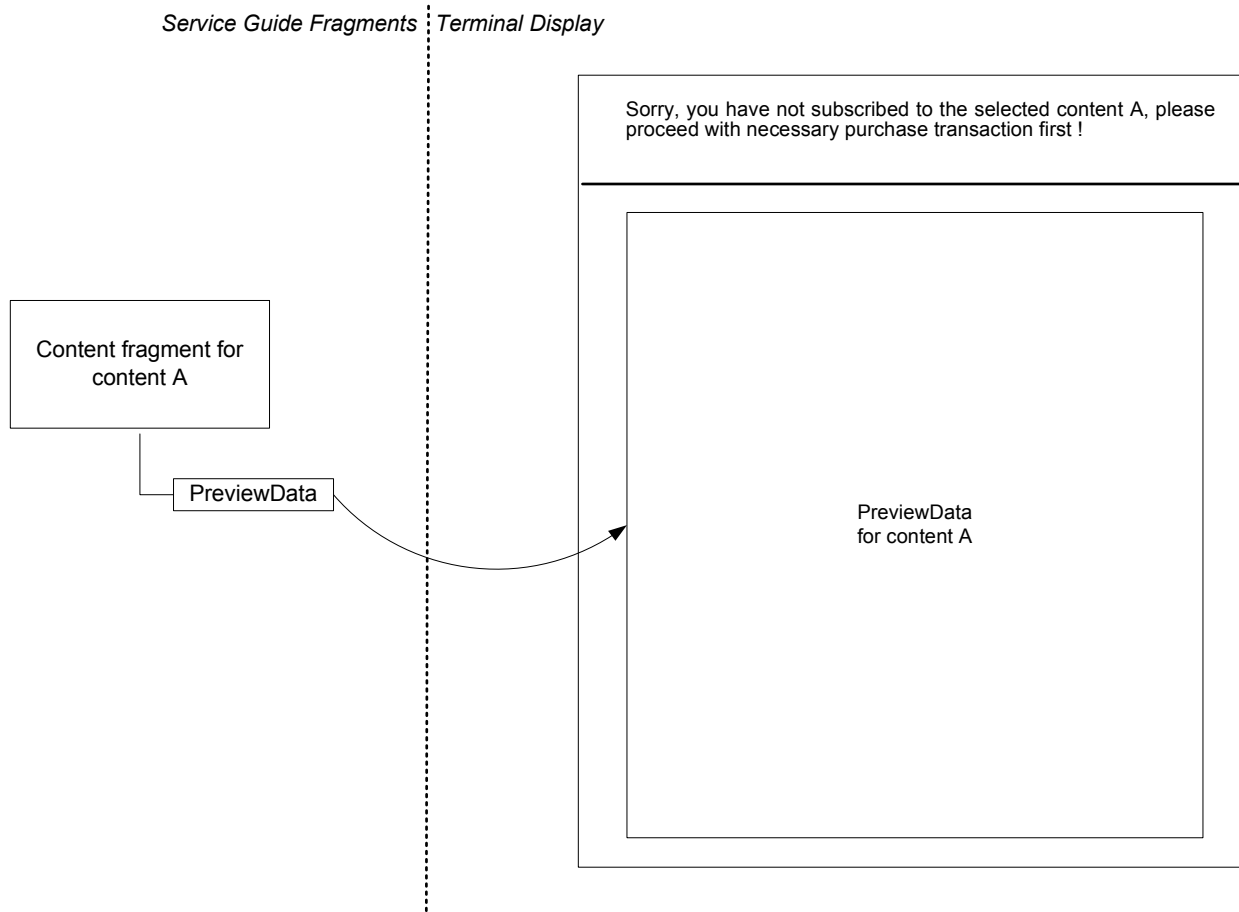 Service Guide Fragments
Terminal Display
Sorry, you have not subscribed to the selected content A, please
proceed with necessary purchase transaction first !
Content fragment for
content A
PreviewData
PreviewData
for content A